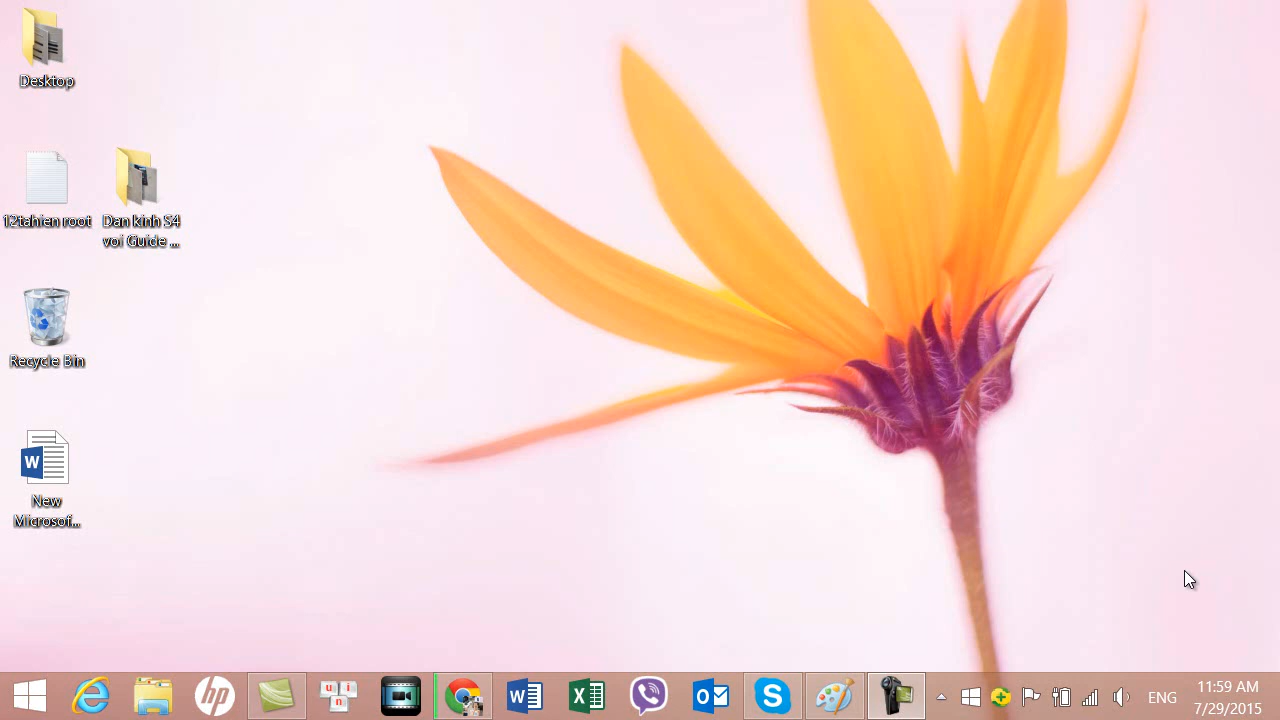 Desktop
12tahien root
Dan kinh S4
voi Guide ...
Recycle Bin
W
New
Microsof...
hp
u i
n
W
X
O
S
ENG
11:59 AM
7/29/2015